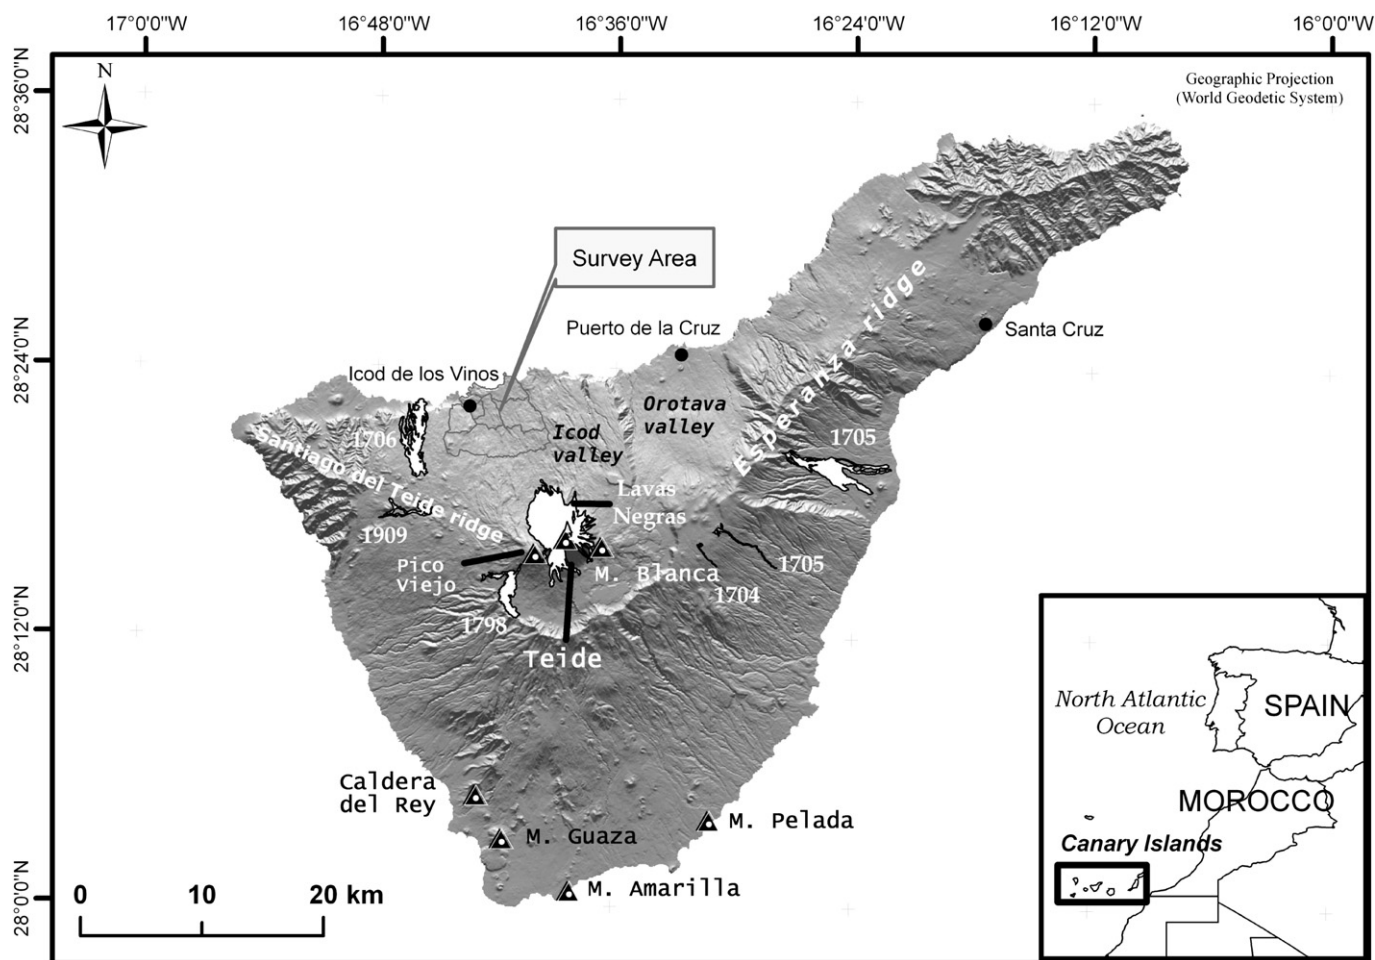 17°0'0"W
16°48'0"W
16°36'0"W
16°24'0"W
16°12'0"W
16°0'0"W
28°36'0"N
28°24'0"N
28°12'0"N
28°0'0"N
N
Geographic Projection
(World Geodetic System)
Survey Area
Puerto de la Cruz
Santa Cruz
Icod de los Vinos
Esperanza ridge
Orotava
valley
Icod
valley
1706
1705
Santiago del Teide ridge
Lavas
Negras
1909
Pico
Viejo
M. Blanca
1705
1704
1798
Teide
Caldera
del Rey
M. Guaza
M. Pelada
M. Amarilla
0
10
20 km
North Atlantic
Ocean
SPAIN
MOROCCO
Canary Islands